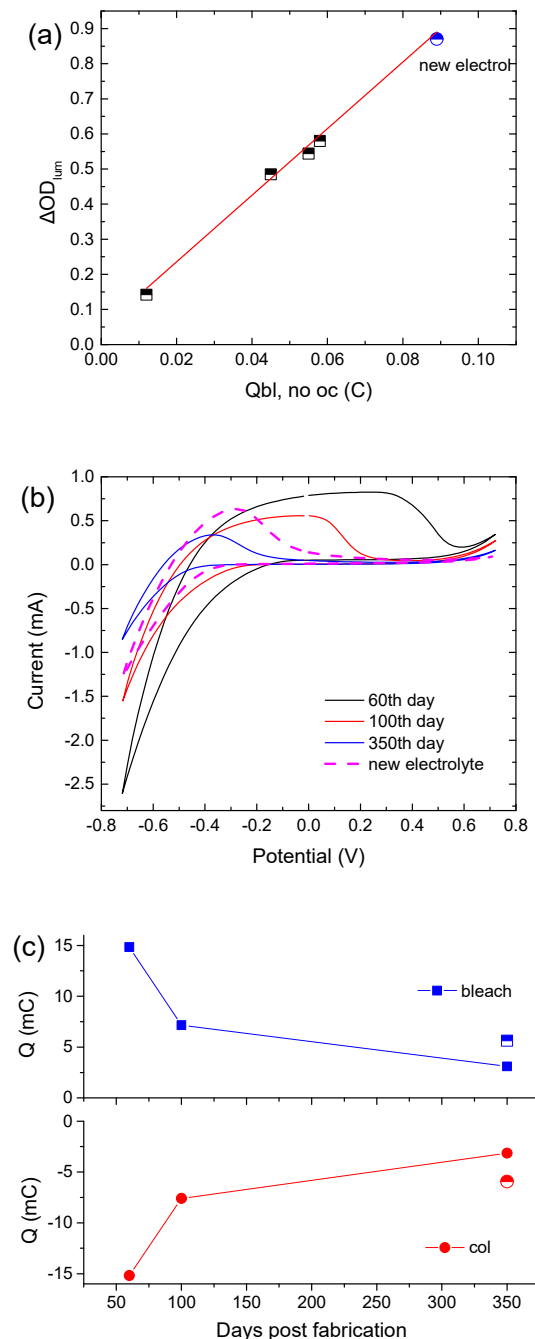 (a)
0.9
0.8
0.7
0.6
0.5
0.4
0.3
0.2
0.1
0.0
ΔOD_lum
new electrol
0.00 0.02 0.04 0.06 0.08 0.10
Qbl, no oc (C)
(b)
1.0
0.5
0.0
-0.5
-1.0
-1.5
-2.0
-2.5
Current (mA)
60th day
100th day
350th day
new electrolyte
-0.8 -0.6 -0.4 -0.2 0.0 0.2 0.4 0.6 0.8
Potential (V)
(c)
15
10
5
0
Q (mC)
bleach
0
-5
-10
-15
Q (mC)
col
50 100 150 200 250 300 350
Days post fabrication